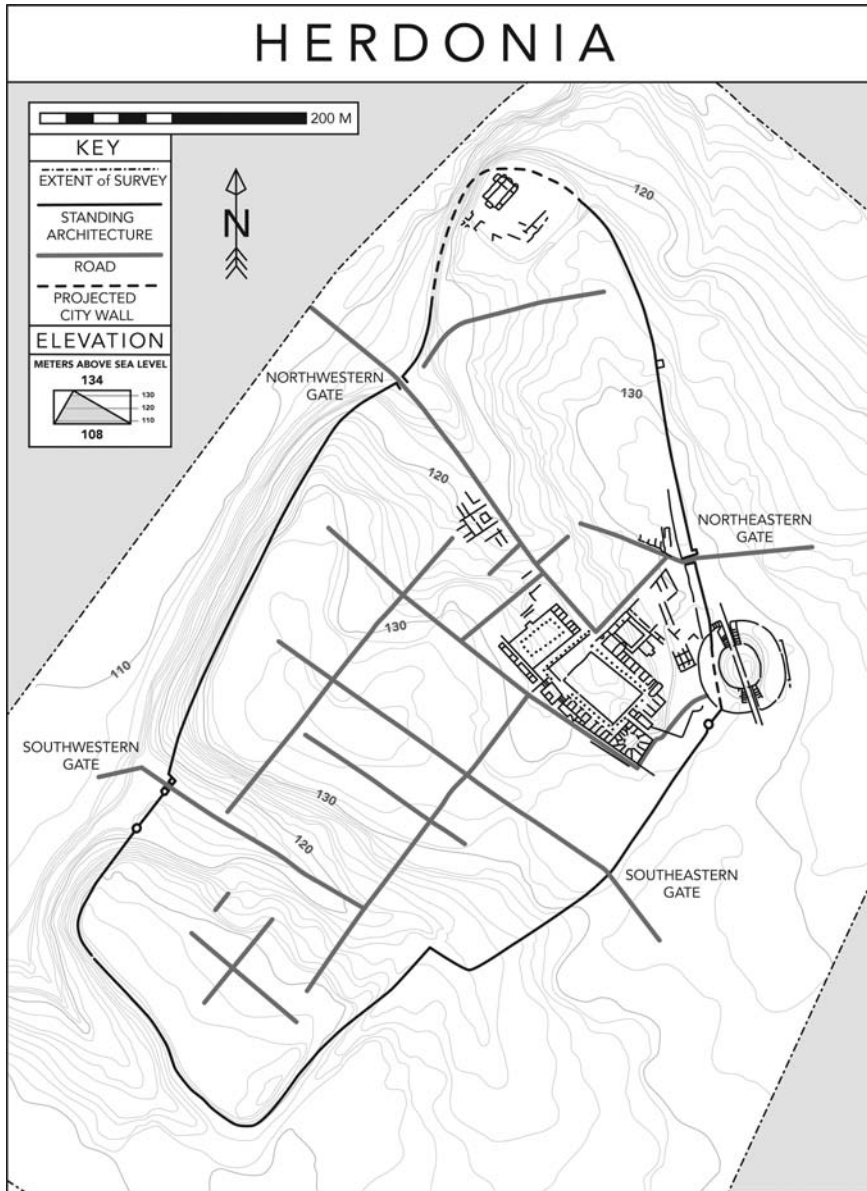 HERDONIA
200 M
KEY
EXTENT of SURVEY
STANDING
ARCHITECTURE
ROAD
PROJECTED
CITY WALL
ELEVATION
METERS ABOVE SEA LEVEL
134
130
120
110
108
N
120
NORTHWESTERN
GATE
130
120
NORTHEASTERN
GATE
130
110
SOUTHWESTERN
GATE
130
120
SOUTHEASTERN
GATE